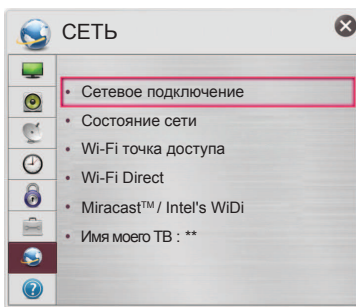 СЕТЬ
• Сетевое подключение
• Состояние сети
• Wi-Fi точка доступа
• Wi-Fi Direct
• Miracast™ / Intel's WiDi
• Имя моего ТВ : **